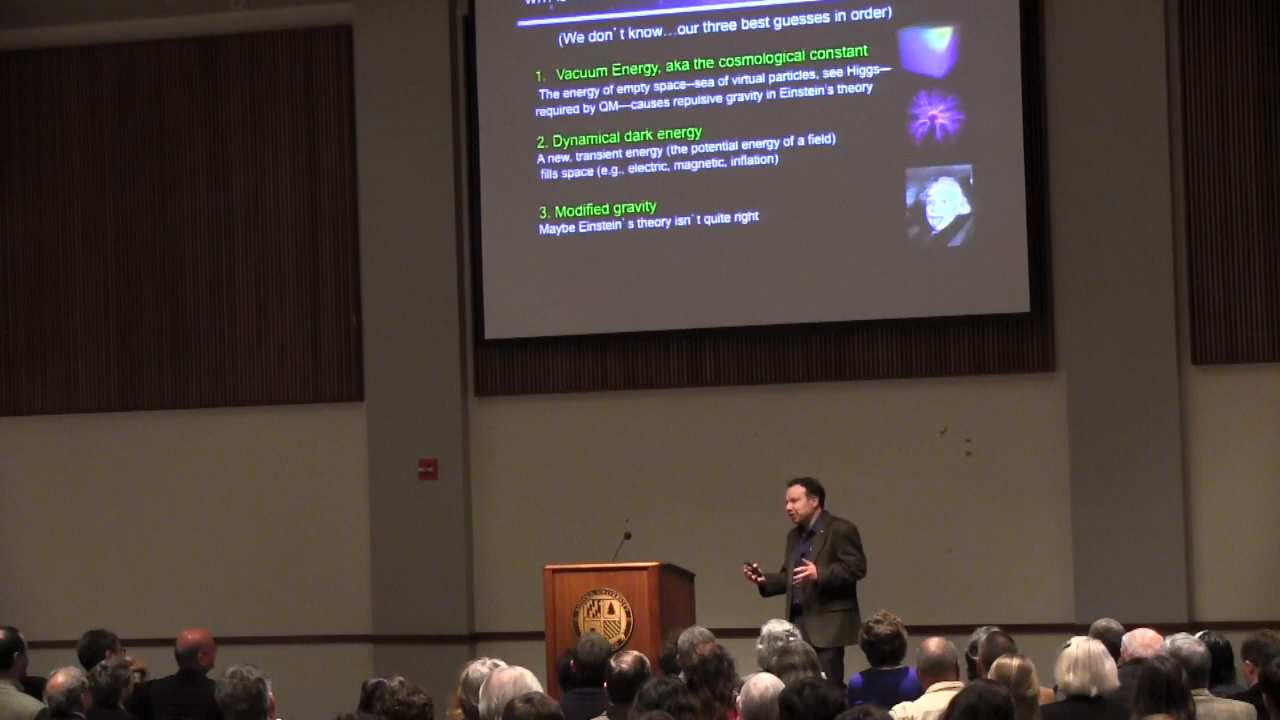 (We don't know...our three best guesses in order)
1. Vacuum Energy, aka the cosmological constant
The energy of empty space–sea of virtual particles, see Higgs—
required by QM—causes repulsive gravity in Einstein's theory
2. Dynamical dark energy
A new, transient energy (the potential energy of a field)
fills space (e.g., electric, magnetic, inflation)
3. Modified gravity
Maybe Einstein's theory isn't quite right
LOYOLA UNIVERSITY